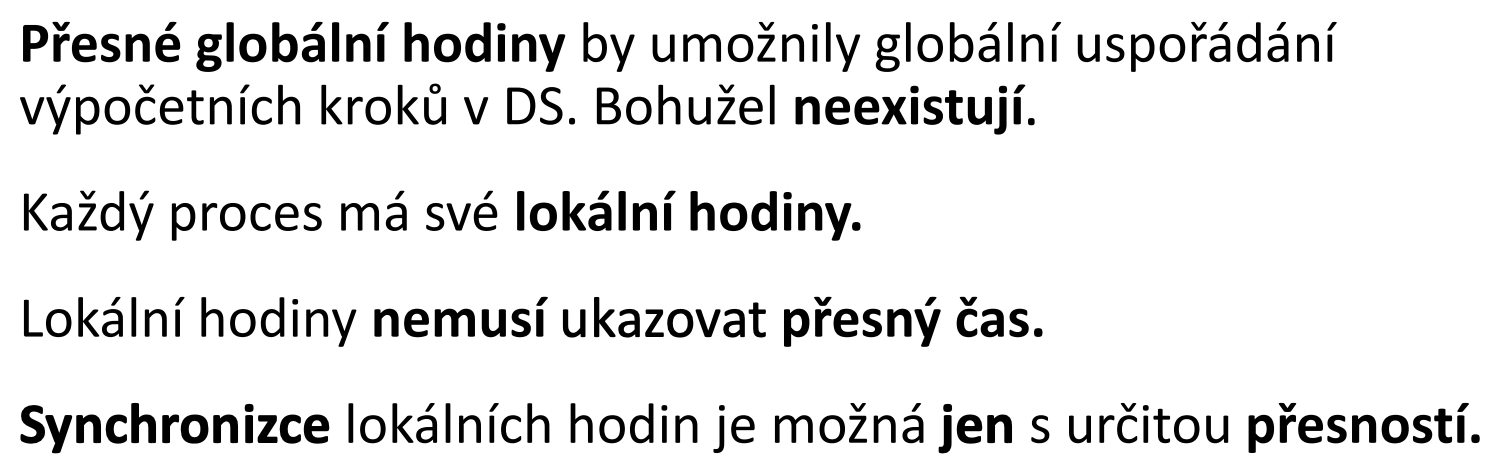 Přesné globální hodiny by umožnily globální uspořádání
výpočetních kroků v DS. Bohužel neexistují.
Každý proces má své lokální hodiny.
Lokální hodiny nemusí ukazovat přesný čas.
Synchronizce lokálních hodin je možná jen s určitou přesností.